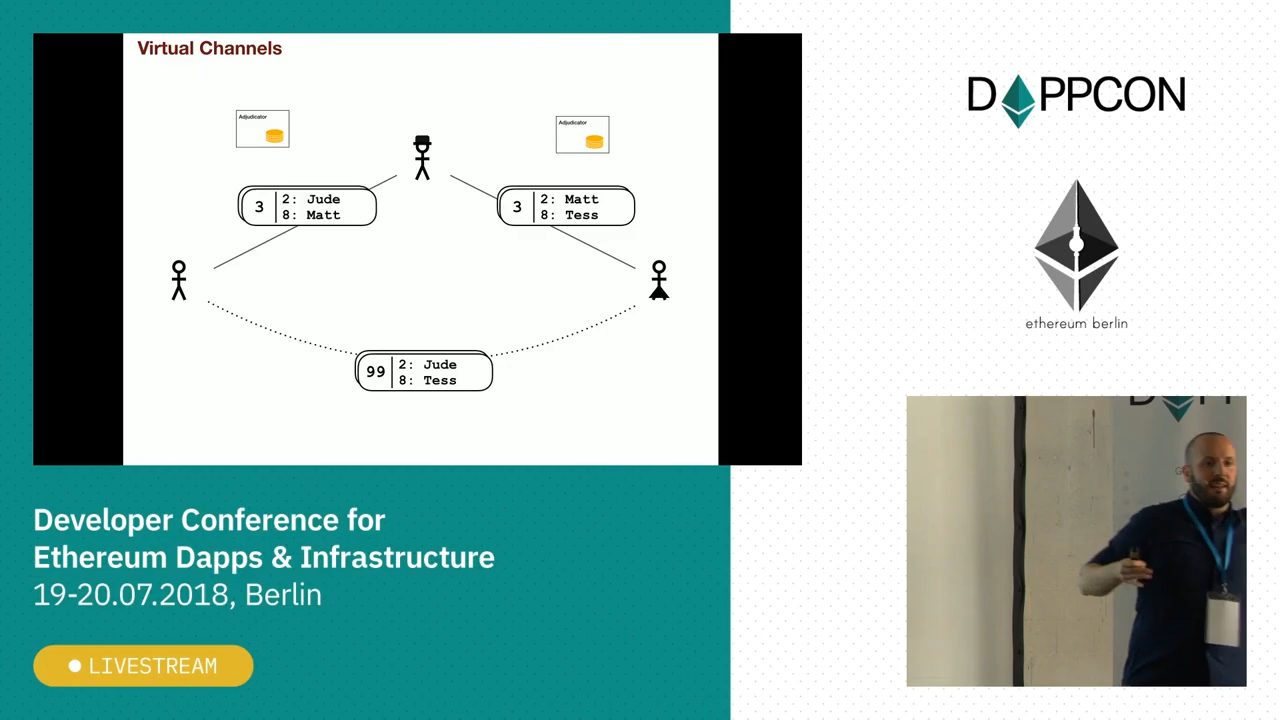 Virtual Channels
Adjudicator
Adjudicator
3
2: Jude
8: Matt
3
2: Matt
8: Tess
99
2: Jude
8: Tess
Developer Conference for
Ethereum Dapps & Infrastructure
19-20.07.2018, Berlin
LIVESTREAM
D PPCON
ethereum berlin